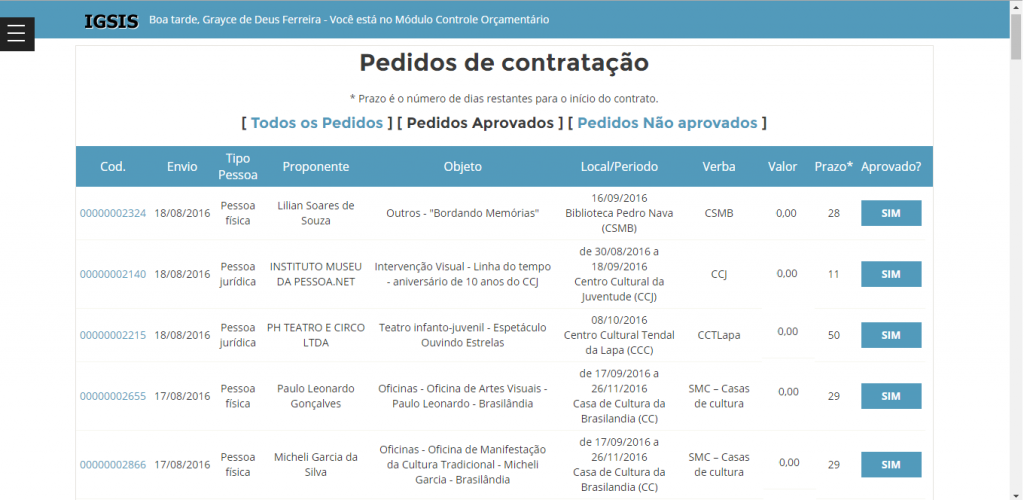 IGSIS Boa tarde, Grayce de Deus Ferreira - Você está no Módulo Controle Orçamentário
Pedidos de contratação
* Prazo é o número de dias restantes para o início do contrato.
[ Todos os Pedidos ] [ Pedidos Aprovados ] [ Pedidos Não aprovados ]
Cod. Envio Tipo Pessoa Proponente Objeto Local/Periodo Verba Valor Prazo* Aprovado?
00000002324 18/08/2016 Pessoa física Lilian Soares de Souza Outros - "Bordando Memórias" 16/09/2016 Biblioteca Pedro Nava (CSMB) CSMB 0,00 28 SIM
00000002140 18/08/2016 Pessoa jurídica INSTITUTO MUSEU DA PESSOA.NET Intervenção Visual - Linha do tempo - aniversário de 10 anos do CCJ de 30/08/2016 a 18/09/2016 Centro Cultural da Juventude (CCJ) CCJ 0,00 11 SIM
00000002215 18/08/2016 Pessoa jurídica PH TEATRO E CIRCO LTDA Teatro infanto-juvenil - Espetáculo Ouvindo Estrelas 08/10/2016 Centro Cultural Tendal da Lapa (CCC) CCTLapa 0,00 50 SIM
00000002655 17/08/2016 Pessoa física Paulo Leonardo Gonçalves Oficinas - Oficina de Artes Visuais - Paulo Leonardo - Brasilândia de 17/09/2016 a 26/11/2016 Casa de Cultura da Brasilandia (CC) SMC – Casas de cultura 0,00 29 SIM
00000002866 17/08/2016 Pessoa física Micheli Garcia da Silva Oficinas - Oficina de Manifestação da Cultura Tradicional - Micheli Garcia - Brasilândia de 17/09/2016 a 26/11/2016 Casa de Cultura da Brasilandia (CC) SMC – Casas de cultura 0,00 29 SIM